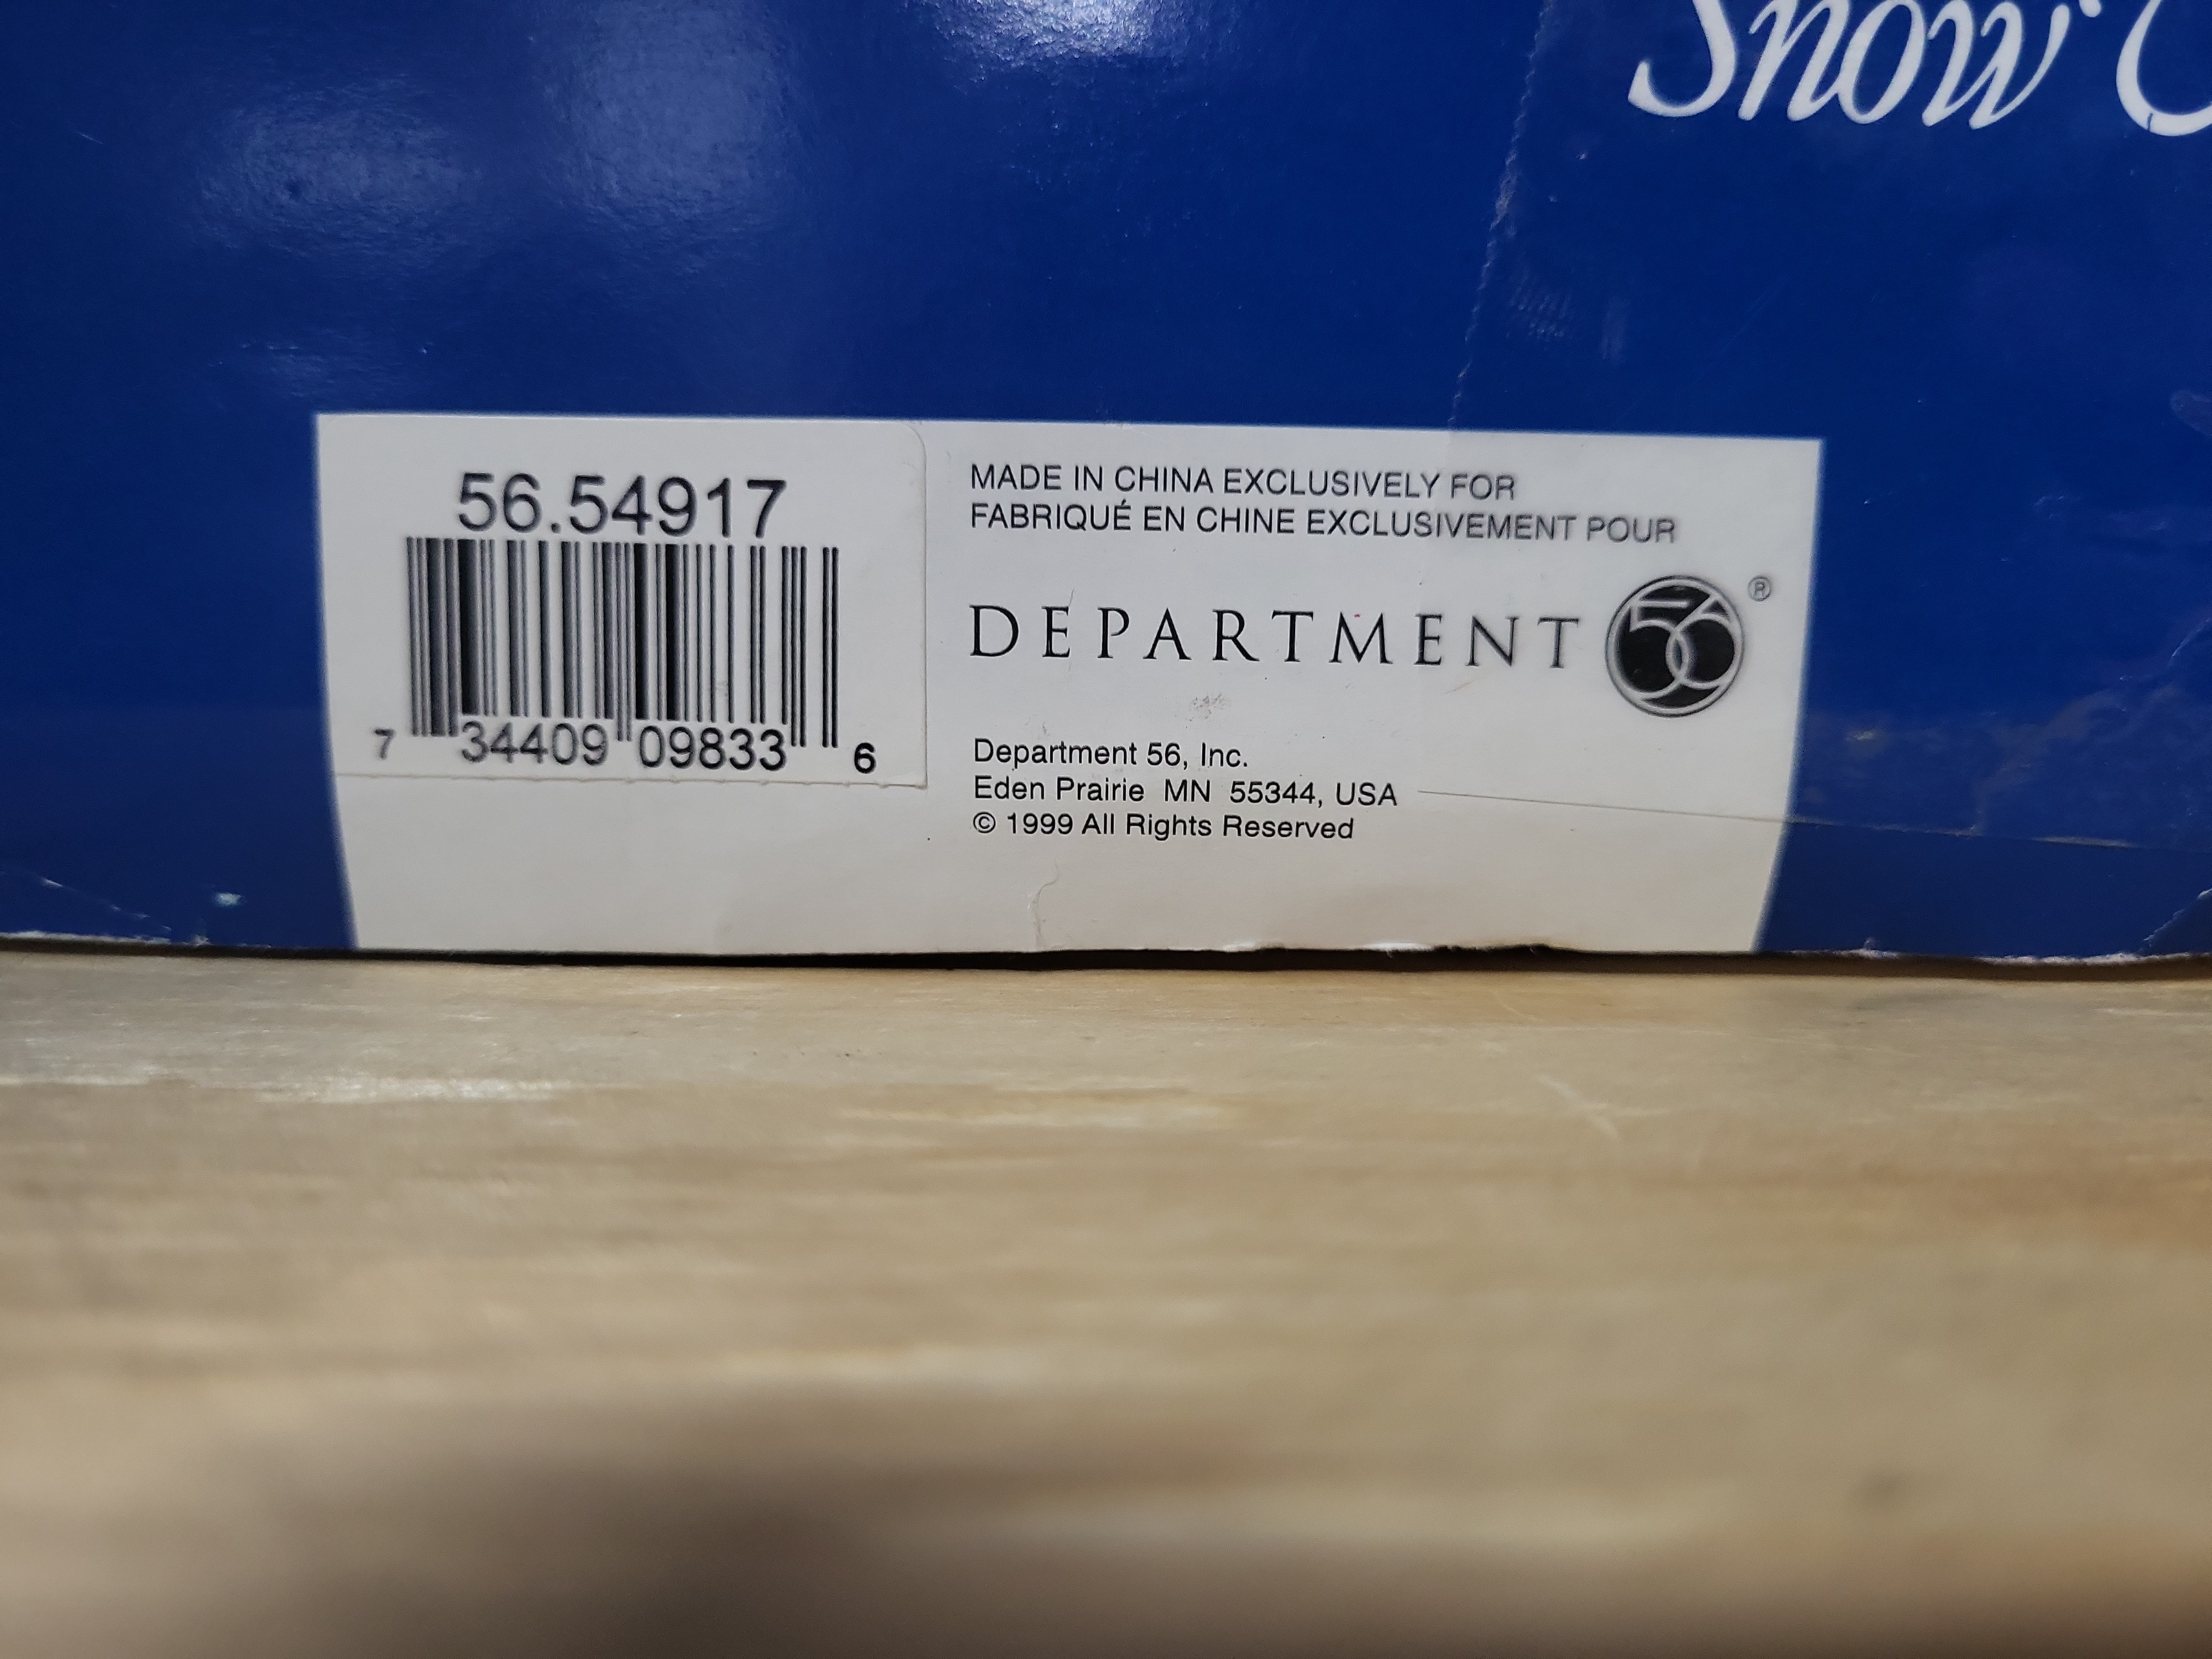 Snow
56.54917
7 34409 09833 6
MADE IN CHINA EXCLUSIVELY FOR
FABRIQUÉ EN CHINE EXCLUSIVEMENT POUR
DEPARTMENT 56 ®
Department 56, Inc.
Eden Prairie MN 55344, USA
© 1999 All Rights Reserved